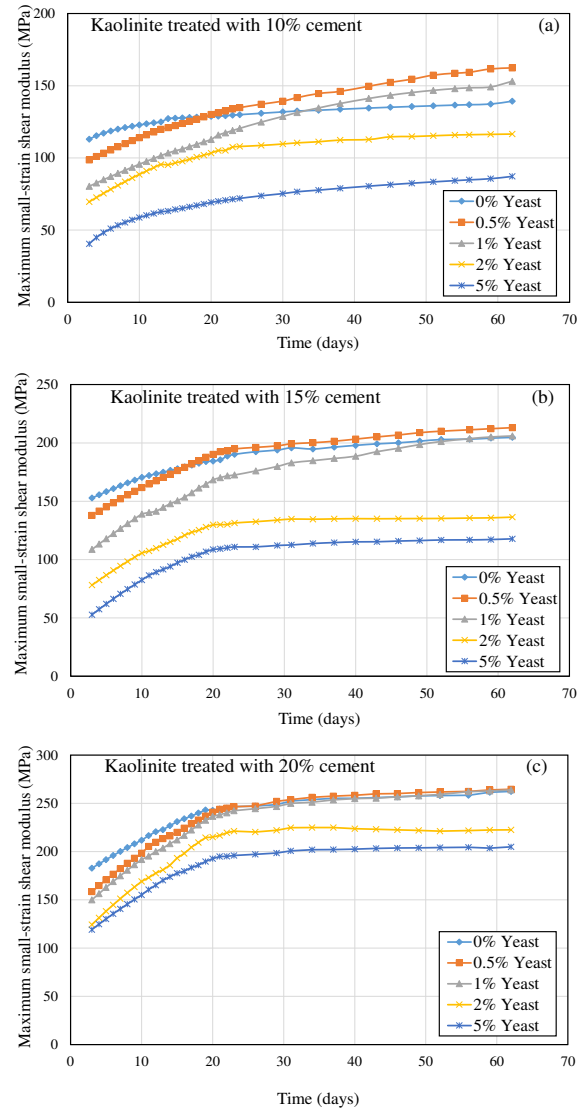 Kaolinite treated with 10% cement
(a)
Maximum small-strain shear modulus (MPa)
200
150
100
50
0
0 10 20 30 40 50 60 70
Time (days)
0% Yeast
0.5% Yeast
1% Yeast
2% Yeast
5% Yeast
Kaolinite treated with 15% cement
(b)
Maximum small-strain shear modulus (MPa)
250
200
150
100
50
0
0 10 20 30 40 50 60 70
Time (days)
0% Yeast
0.5% Yeast
1% Yeast
2% Yeast
5% Yeast
Kaolinite treated with 20% cement
(c)
Maximum small-strain shear modulus (MPa)
300
250
200
150
100
50
0
0 10 20 30 40 50 60 70
Time (days)
0% Yeast
0.5% Yeast
1% Yeast
2% Yeast
5% Yeast